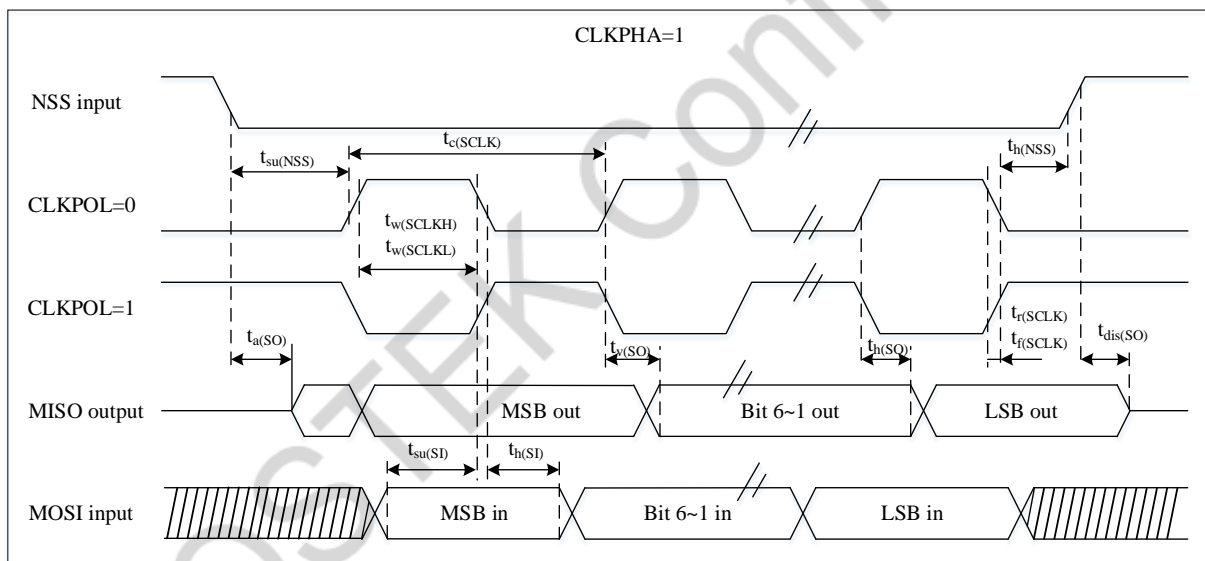 CLKPHA=1
NSS input
tc(SCLK)
tsu(NSS)
th(NSS)
CLKPOL=0
tw(SCLKH)
tw(SCLKL)
CLKPOL=1
tr(SCLK)
tf(SCLK)
ta(SO)
tv(SO)
th(SO)
tdis(SO)
MISO output
MSB out
Bit 6~1 out
LSB out
tsu(SI)
th(SI)
MOSI input
MSB in
Bit 6~1 in
LSB in